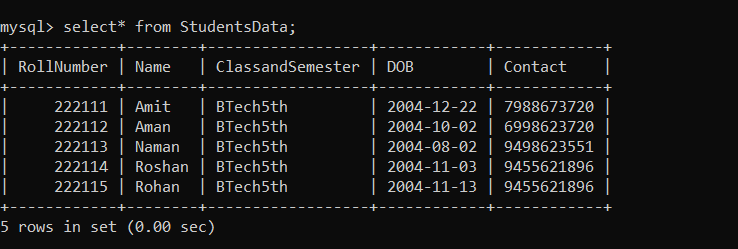 mysql> select* from StudentsData;
+------------+--------+------------------+------------+------------+
| RollNumber | Name   | ClassandSemester | DOB        | Contact    |
+------------+--------+------------------+------------+------------+
|     222111 | Amit   | BTech5th         | 2004-12-22 | 7988673720 |
|     222112 | Aman   | BTech5th         | 2004-10-02 | 6998623720 |
|     222113 | Naman  | BTech5th         | 2004-08-02 | 9498623551 |
|     222114 | Roshan | BTech5th         | 2004-11-03 | 9455621896 |
|     222115 | Rohan  | BTech5th         | 2004-11-13 | 9455621896 |
+------------+--------+------------------+------------+------------+
5 rows in set (0.00 sec)